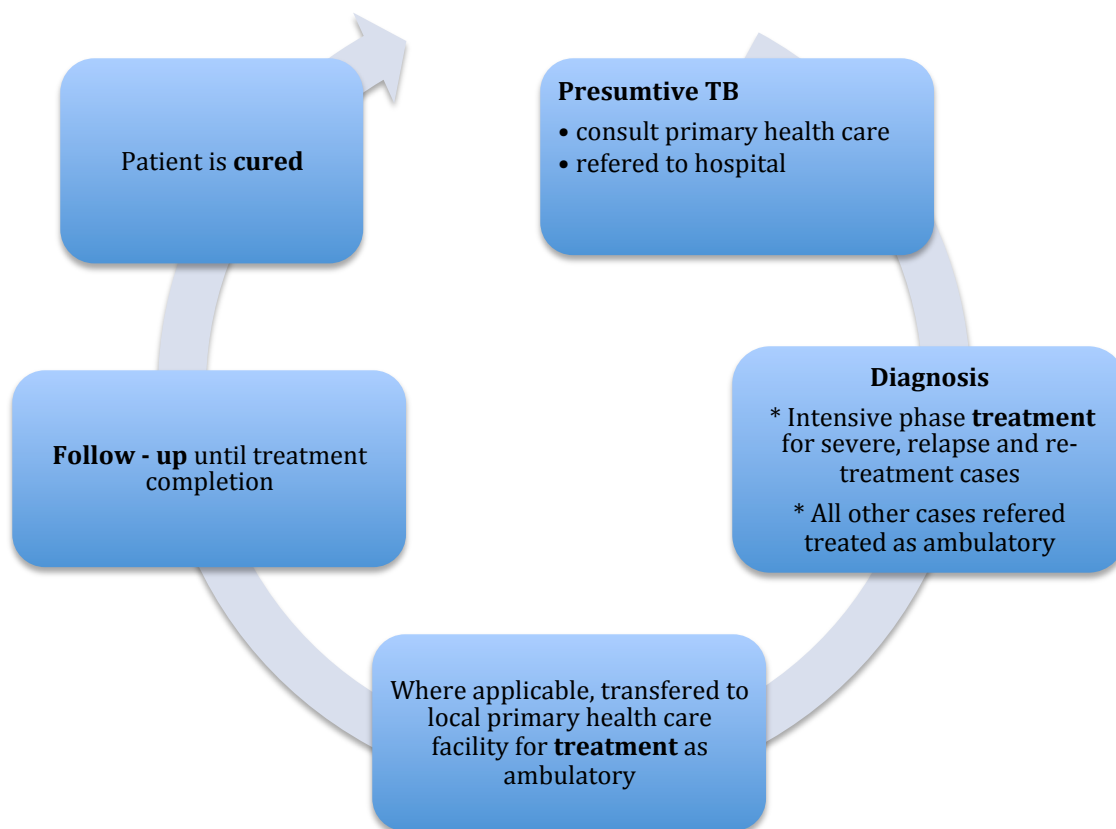 Presumtive TB
• consult primary health care
• refered to hospital
Diagnosis
* Intensive phase treatment
for severe, relapse and re-
treatment cases
* All other cases refered
treated as ambulatory
Where applicable, transfered to
local primary health care
facility for treatment as
ambulatory
Follow - up until treatment
completion
Patient is cured